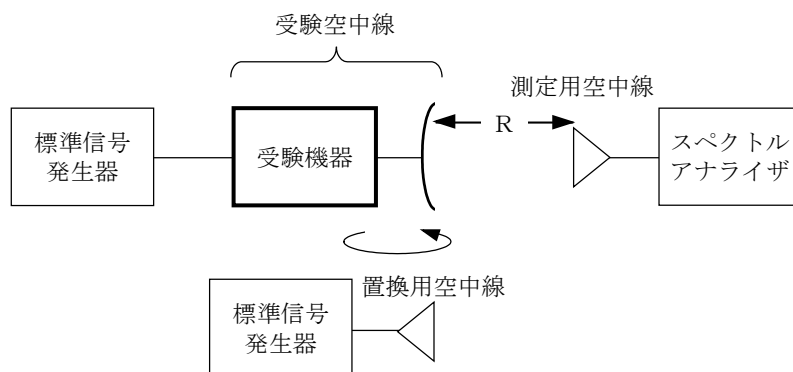 受験空中線
測定用空中線
標準信号
発生器
受験機器
R
スペクトル
アナライザ
置換用空中線
標準信号
発生器